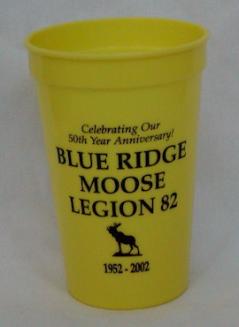 Celebrating Our
50th Year Anniversary!
BLUE RIDGE
MOOSE
LEGION 82
1952 - 2002